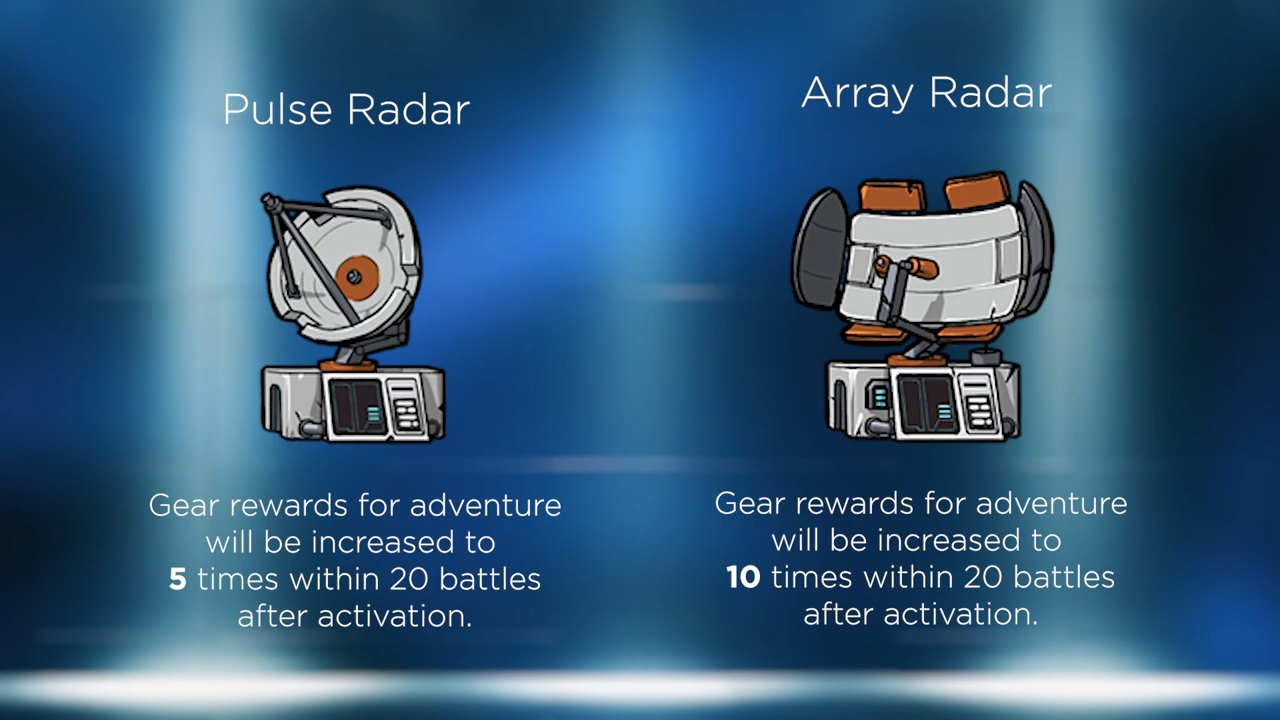 Pulse Radar
Gear rewards for adventure
will be increased to
5 times within 20 battles
after activation.
Array Radar
Gear rewards for adventure
will be increased to
10 times within 20 battles
after activation.